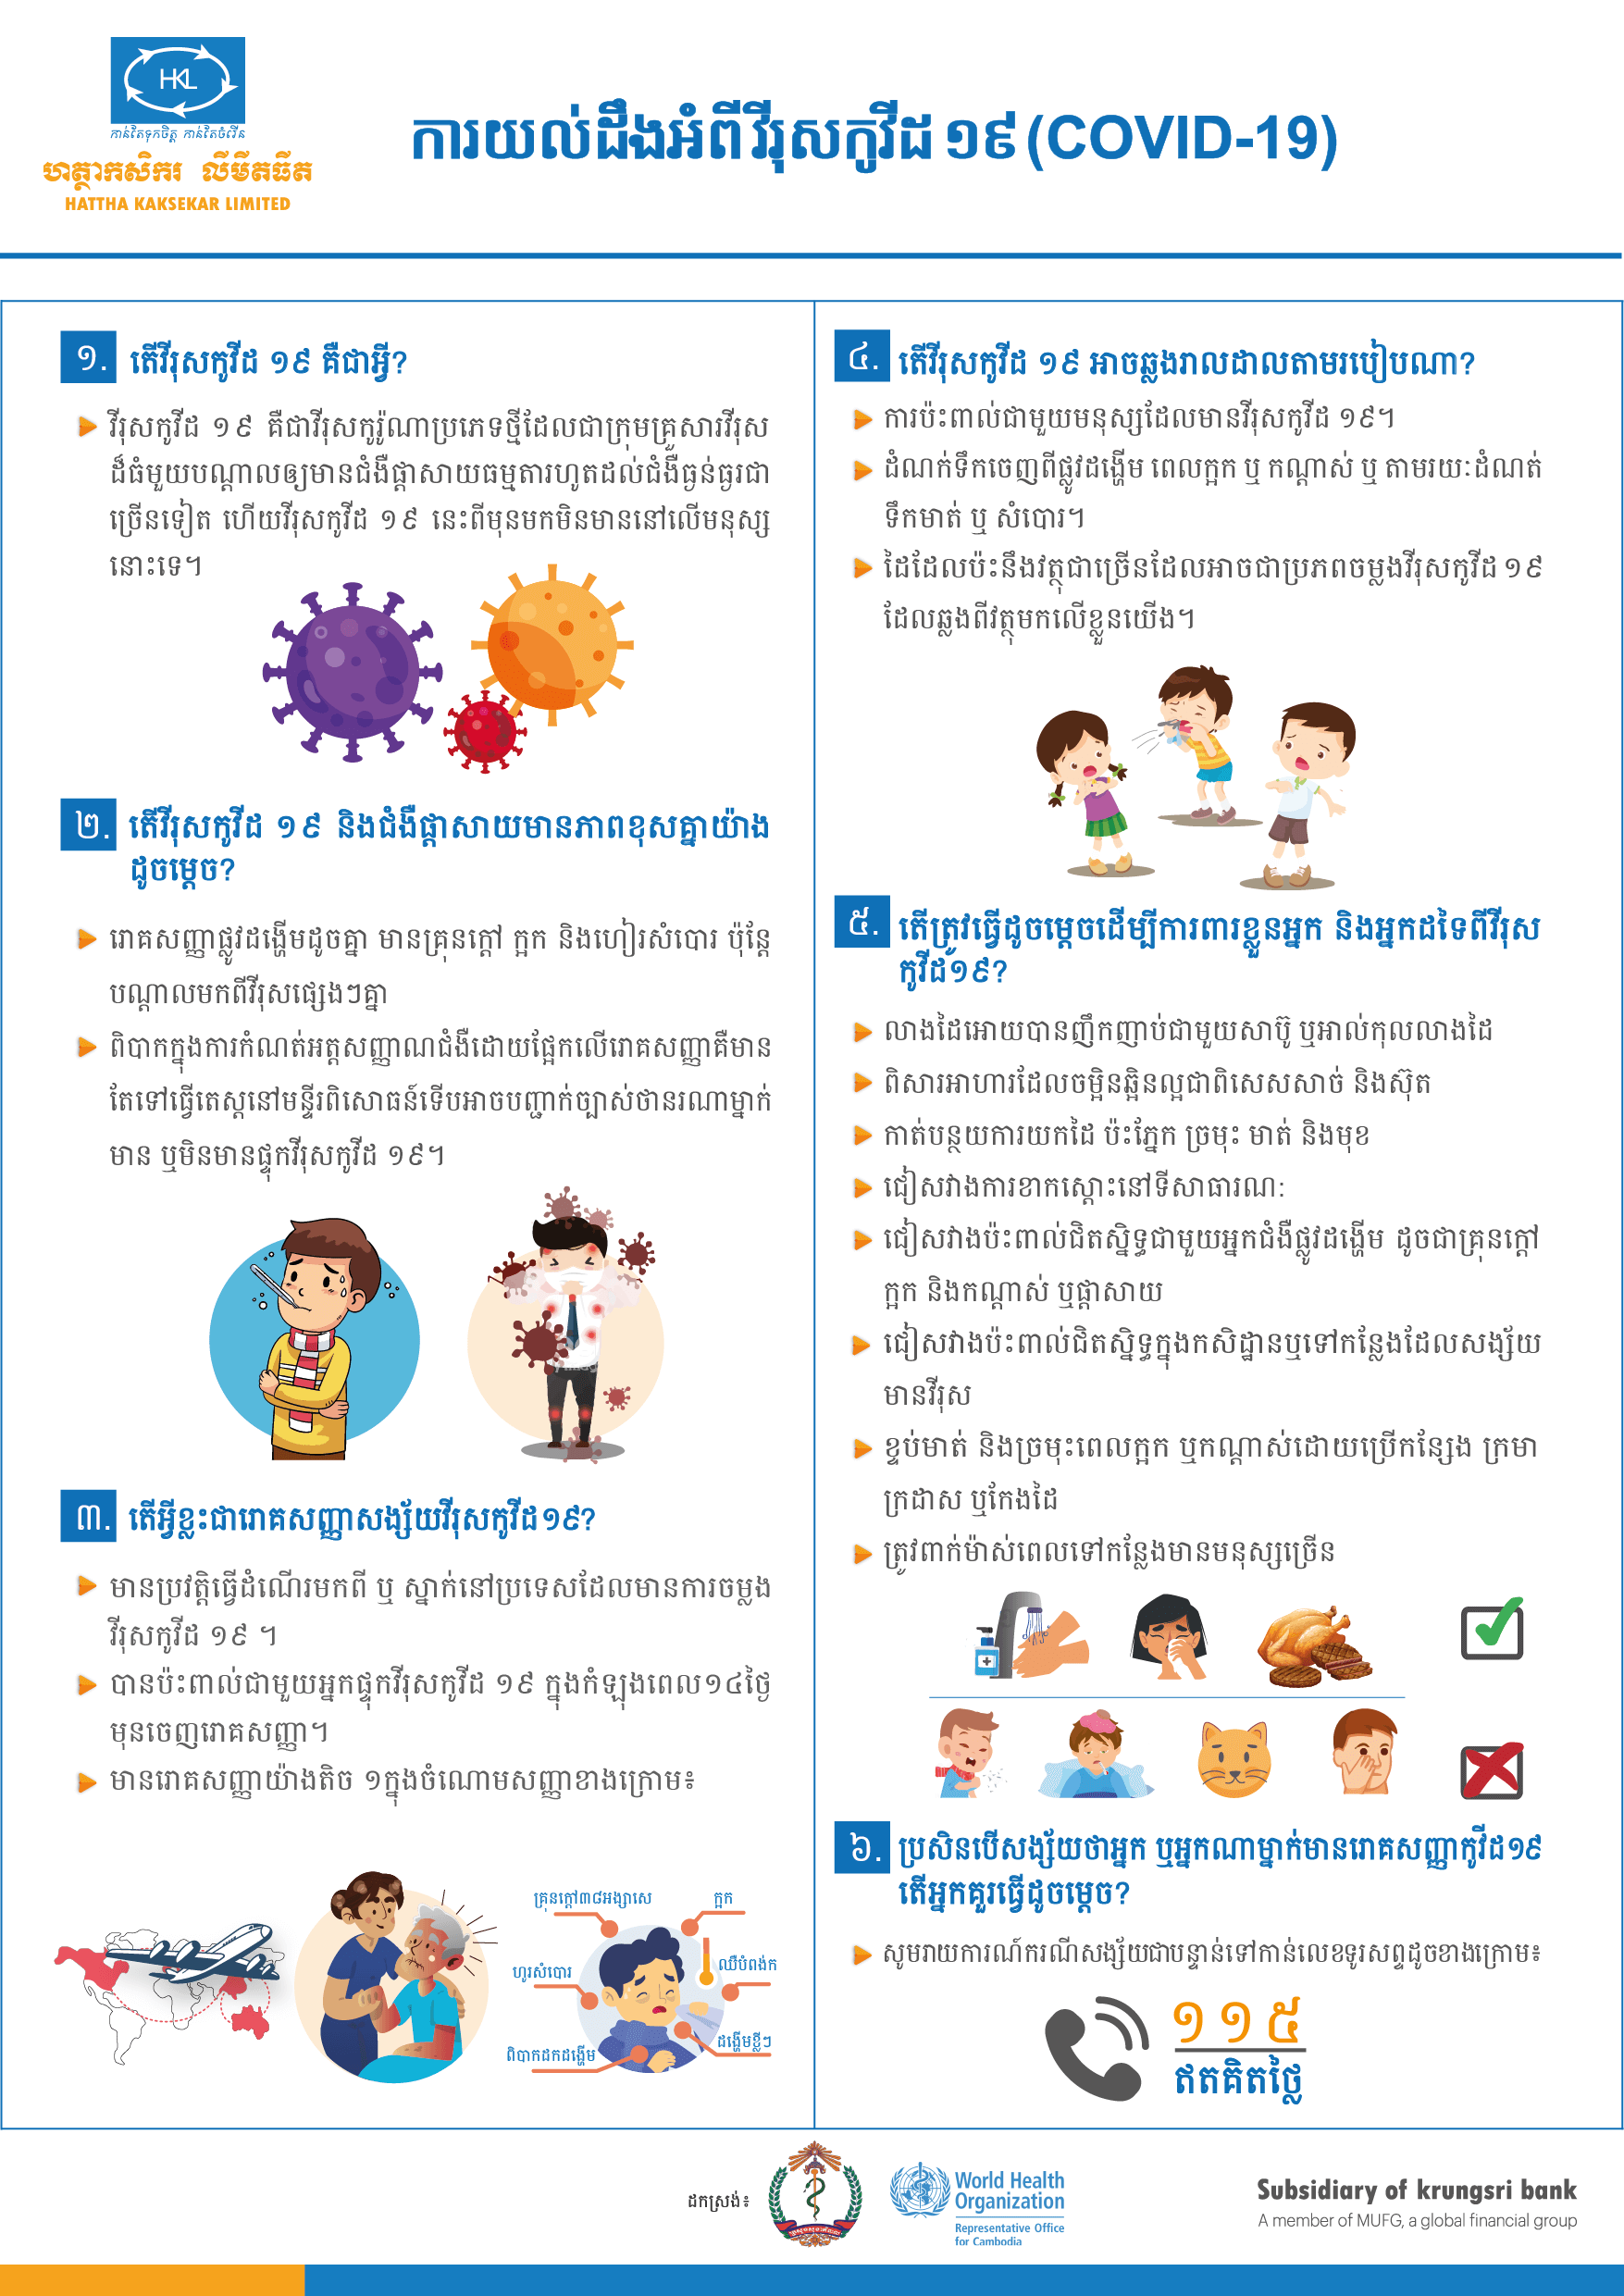 HKL
កាន់តែទុកចិត្ត កាន់តែចំរើន
ហត្ថាកសិករ លីមីតធីត
HATTHA KAKSEKAR LIMITED
ការយល់ដឹងអំពីវីរុសកូវីដ ១៩ (COVID-19)
១. តើវីរុសកូវីដ ១៩ គឺជាអ្វី?
វីរុសកូវីដ ១៩ គឺជាវីរុសកូរ៉ូណាប្រភេទថ្មីដែលជាក្រុមគ្រួសារវីរុស
ដ៏ធំមួយបណ្តាលឲ្យមានជំងឺផ្តាសាយធម្មតារហូតដល់ជំងឺធ្ងន់ធ្ងរជា
ច្រើនទៀត ហើយវីរុសកូវីដ ១៩ នេះពីមុនមកមិនមាននៅលើមនុស្ស
នោះទេ។
២. តើវីរុសកូវីដ ១៩ និងជំងឺផ្តាសាយមានភាពខុសគ្នាយ៉ាង
ដូចម្តេច?
រោគសញ្ញាផ្លូវដង្ហើមដូចគ្នា មានគ្រុនក្តៅ ក្អក និងហៀរសំបោរ ប៉ុន្តែ
បណ្តាលមកពីវីរុសផ្សេងៗគ្នា
ពិបាកក្នុងការកំណត់អត្តសញ្ញាណជំងឺដោយផ្អែកលើរោគសញ្ញាគឺមាន
តែទៅធ្វើតេស្តនៅមន្ទីរពិសោធន៍ទើបអាចបញ្ជាក់ច្បាស់ថានរណាម្នាក់
មាន ឬមិនមានផ្ទុកវីរុសកូវីដ ១៩។
៣. តើអ្វីខ្លះជារោគសញ្ញាសង្ស័យវីរុសកូវីដ១៩?
មានប្រវត្តិធ្វើដំណើរមកពី ឬ ស្នាក់នៅប្រទេសដែលមានការចម្លង
វីរុសកូវីដ ១៩ ។
បានប៉ះពាល់ជាមួយអ្នកផ្ទុកវីរុសកូវីដ ១៩ ក្នុងកំឡុងពេល១៤ថ្ងៃ
មុនចេញរោគសញ្ញា។
មានរោគសញ្ញាយ៉ាងតិច ១ក្នុងចំណោមសញ្ញាខាងក្រោម៖
គ្រុនក្តៅ៣៨អង្សាសេ
ក្អក
ហូរសំបោរ
ឈឺបំពង់ក
ពិបាកដកដង្ហើម
ដង្ហើមខ្លីៗ
៤. តើវីរុសកូវីដ ១៩ អាចឆ្លងរាលដាលតាមរបៀបណា?
ការប៉ះពាល់ជាមួយមនុស្សដែលមានវីរុសកូវីដ ១៩។
ដំណក់ទឹកចេញពីផ្លូវដង្ហើម ពេលក្អក ឬ កណ្តាស់ ឬ តាមរយៈដំណត់
ទឹកមាត់ ឬ សំបោរ។
ដៃដែលប៉ះនឹងវត្ថុជាច្រើនដែលអាចជាប្រភពចម្លងវីរុសកូវីដ ១៩
ដែលឆ្លងពីវត្ថុមកលើខ្លួនយើង។
៥. តើត្រូវធ្វើដូចម្តេចដើម្បីការពារខ្លួនអ្នក និងអ្នកដទៃពីវីរុស
កូវីដ១៩?
លាងដៃអោយបានញឹកញាប់ជាមួយសាប៊ូ ឬអាល់កុលលាងដៃ
ពិសារអាហារដែលចម្អិនឆ្អិនល្អជាពិសេសសាច់ និងស៊ុត
កាត់បន្ថយការយកដៃ ប៉ះភ្នែក ច្រមុះ មាត់ និងមុខ
ជៀសវាងការខាកស្តោះនៅទីសាធារណៈ
ជៀសវាងប៉ះពាល់ជិតស្និទ្ធជាមួយអ្នកជំងឺផ្លូវដង្ហើម ដូចជាគ្រុនក្តៅ
ក្អក និងកណ្តាស់ ឬផ្តាសាយ
ជៀសវាងប៉ះពាល់ជិតស្និទ្ធក្នុងកសិដ្ឋានឬទៅកន្លែងដែលសង្ស័យ
មានវីរុស
ខ្ទប់មាត់ និងច្រមុះពេលក្អក ឬកណ្តាស់ដោយប្រើកន្សែង ក្រមា
ក្រដាស ឬកែងដៃ
ត្រូវពាក់ម៉ាស់ពេលទៅកន្លែងមានមនុស្សច្រើន
៦. ប្រសិនបើសង្ស័យថាអ្នក ឬអ្នកណាម្នាក់មានរោគសញ្ញាកូវីដ១៩
តើអ្នកគួរធ្វើដូចម្តេច?
សូមរាយការណ៍ករណីសង្ស័យជាបន្ទាន់ទៅកាន់លេខទូរសព្ទដូចខាងក្រោម៖
១១៥
ឥតគិតថ្លៃ
ដកស្រង់៖
World Health
Organization
Representative Office
for Cambodia
Subsidiary of krungsri bank
A member of MUFG, a global financial group